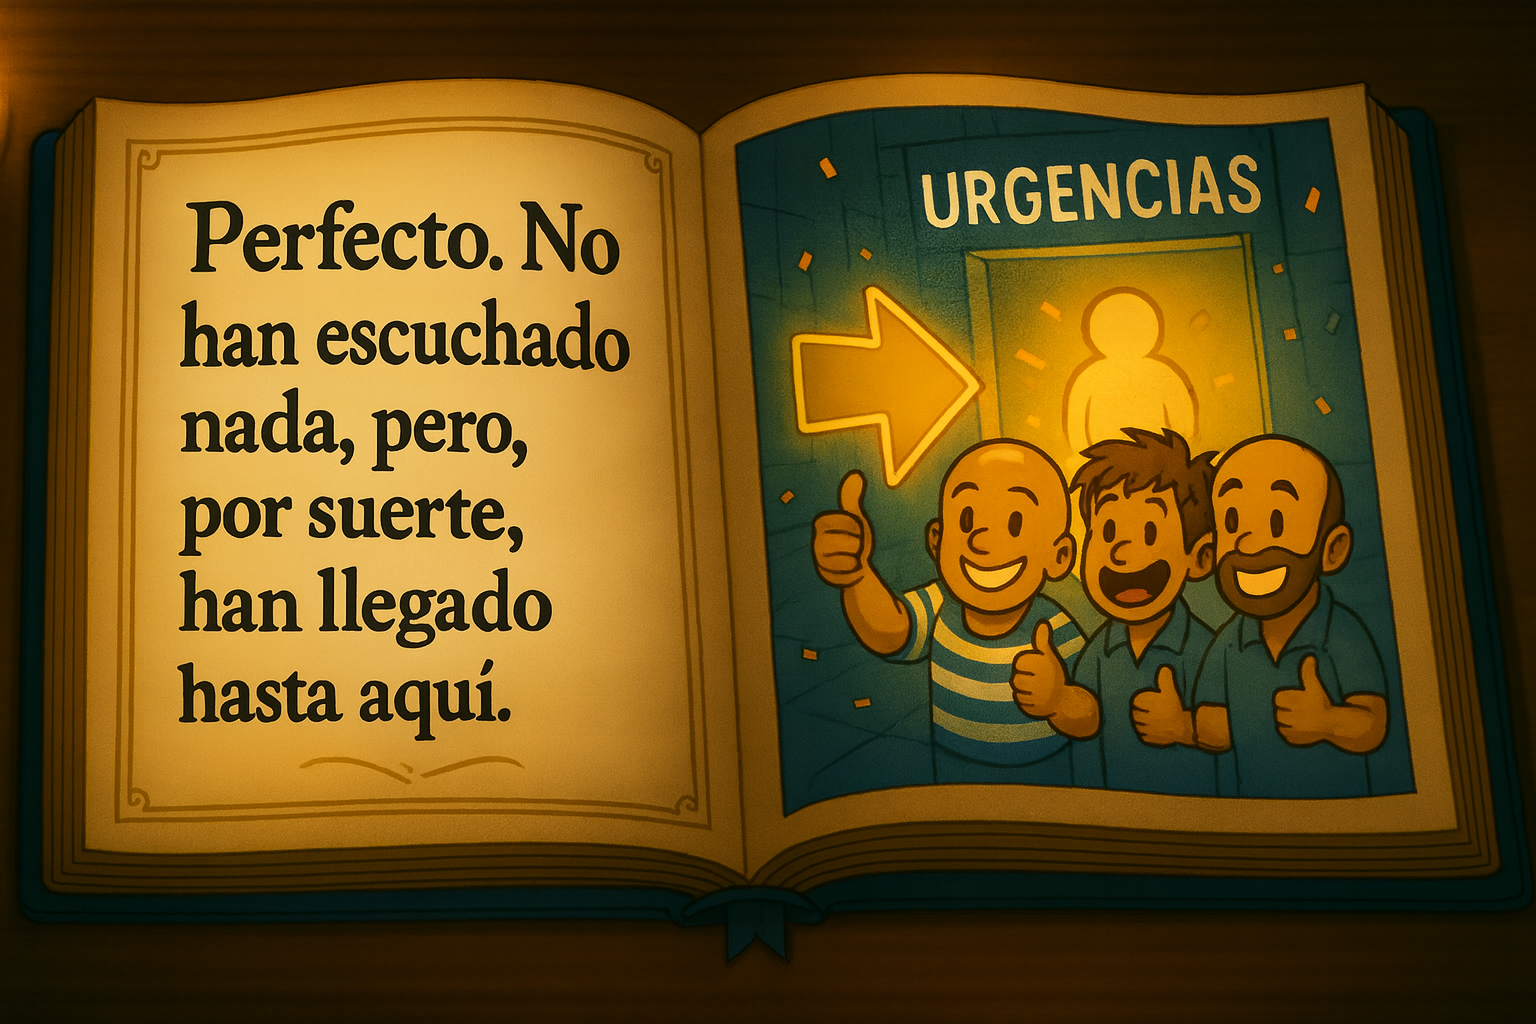 Perfecto. No
han escuchado
nada, pero,
por suerte,
han llegado
hasta aquí.
URGENCIAS